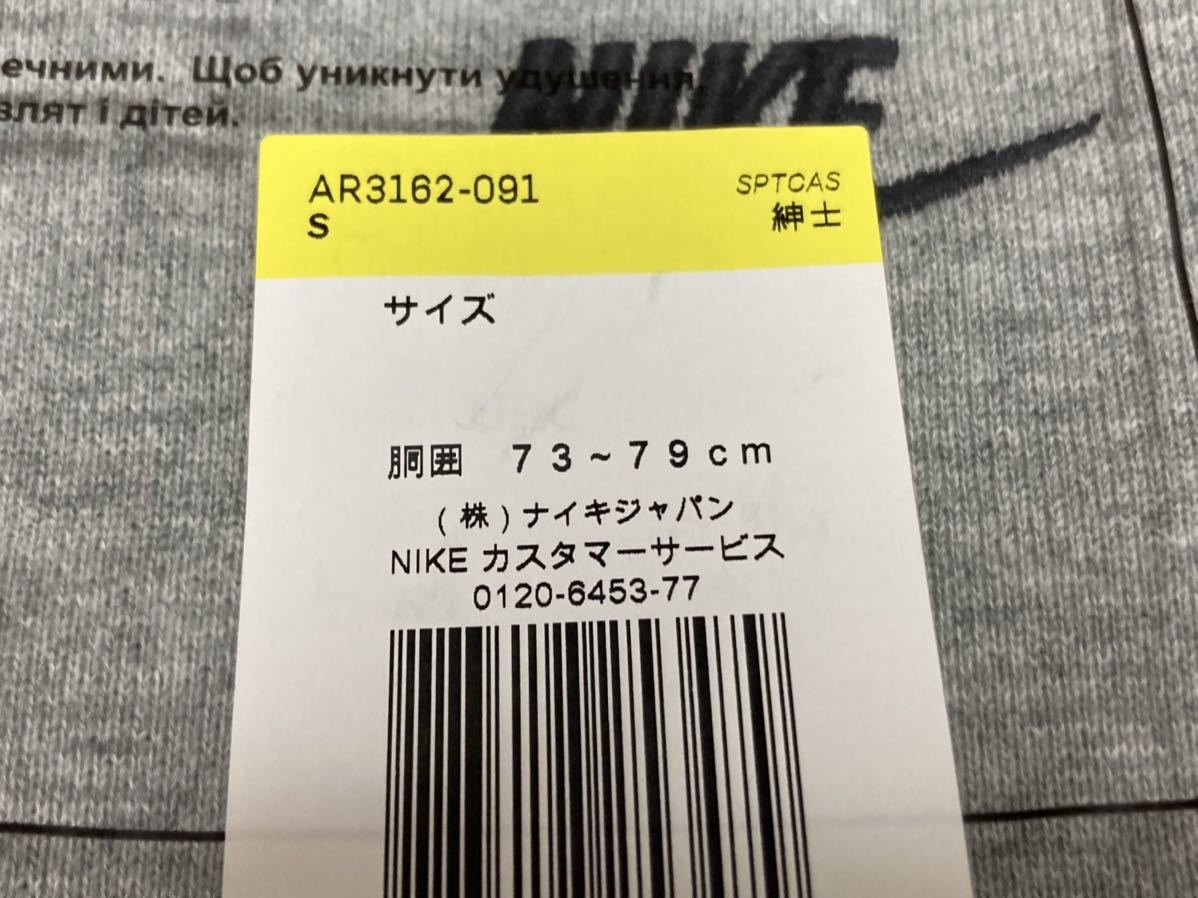 ечними. Щоб уникнути удушення,
влят і дітей.
NIKE
AR3162-091
S
SPTCAS
紳士
サイズ
胴囲 73~79cm
(株)ナイキジャパン
NIKE カスタマーサービス
0120-6453-77